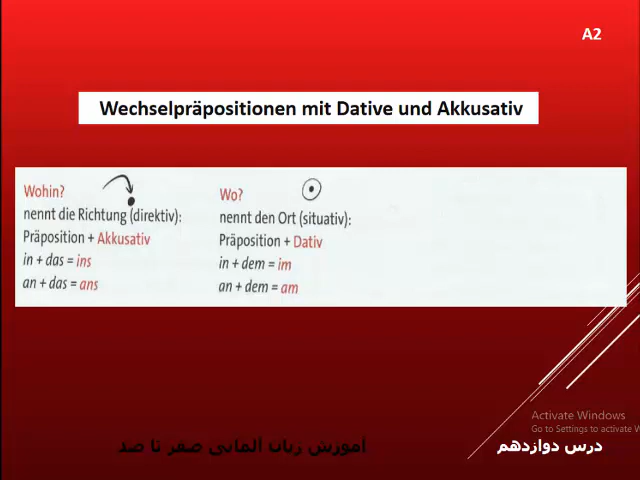 A2
Wechselpräpositionen mit Dative und Akkusativ
Wohin?
nennt die Richtung (direktiv):
Präposition + Akkusativ
in + das = ins
an + das = ans
Wo?
nennt den Ort (situativ):
Präposition + Dativ
in + dem = im
an + dem = am
Activate Windows
Go to Settings to activate W
درس دوازدهم
آموزش زبان آلمانی صفر تا صد